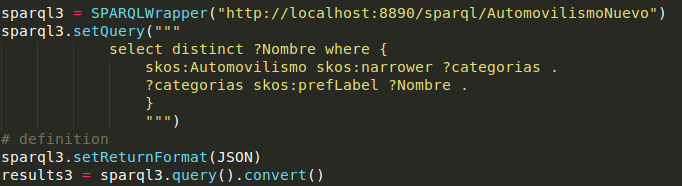 sparql3 = SPARQLWrapper("http://localhost:8890/sparql/AutomovilismoNuevo")
sparql3.setQuery("""
select distinct ?Nombre where {
skos:Automovilismo skos:narrower ?categorias .
?categorias skos:prefLabel ?Nombre .
}
""")
# definition
sparql3.setReturnFormat(JSON)
results3 = sparql3.query().convert()